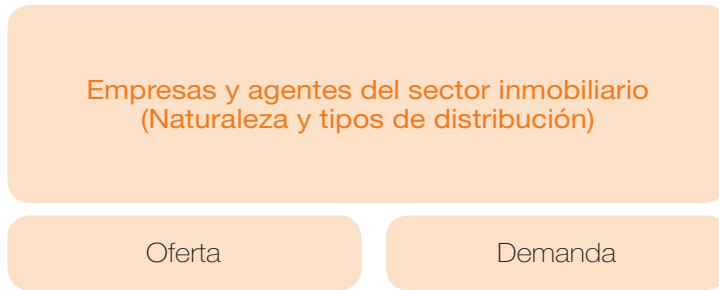 Empresas y agentes del sector inmobiliario
(Naturaleza y tipos de distribución)
Oferta
Demanda